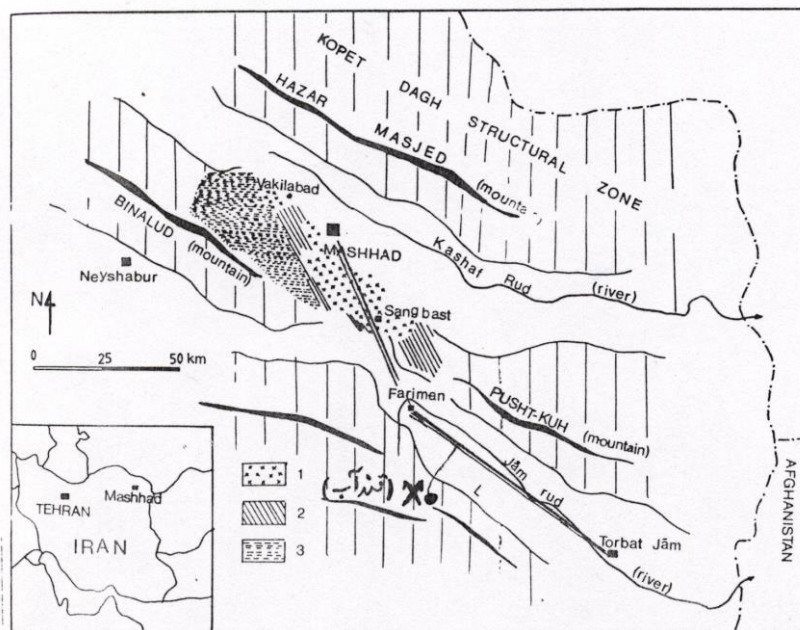 KOPET DAGH STRUCTURAL ZONE
HAZAR MASJED (mountain)
Vakilabad
BINALUD (mountain)
MASHHAD
Kashaf Rud (river)
Neyshabur
Sang bast
N
0 25 50 km
Fariman
PUSHT-KUH (mountain)
Jām rud (river)
1
2
3
(تندآب) X
L
Torbat Jām
AFGHANISTAN
Mashhad
TEHRAN
IRAN